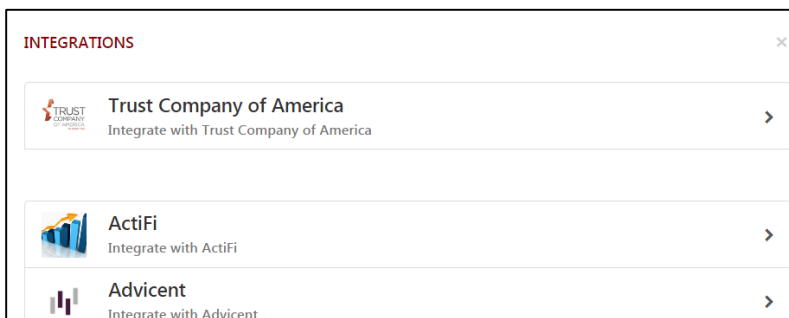 INTEGRATIONS
×
TRUST
COMPANY
OF AMERICA
Trust Company of America
Integrate with Trust Company of America
ActiFi
Integrate with ActiFi
Advicent
Integrate with Advicent